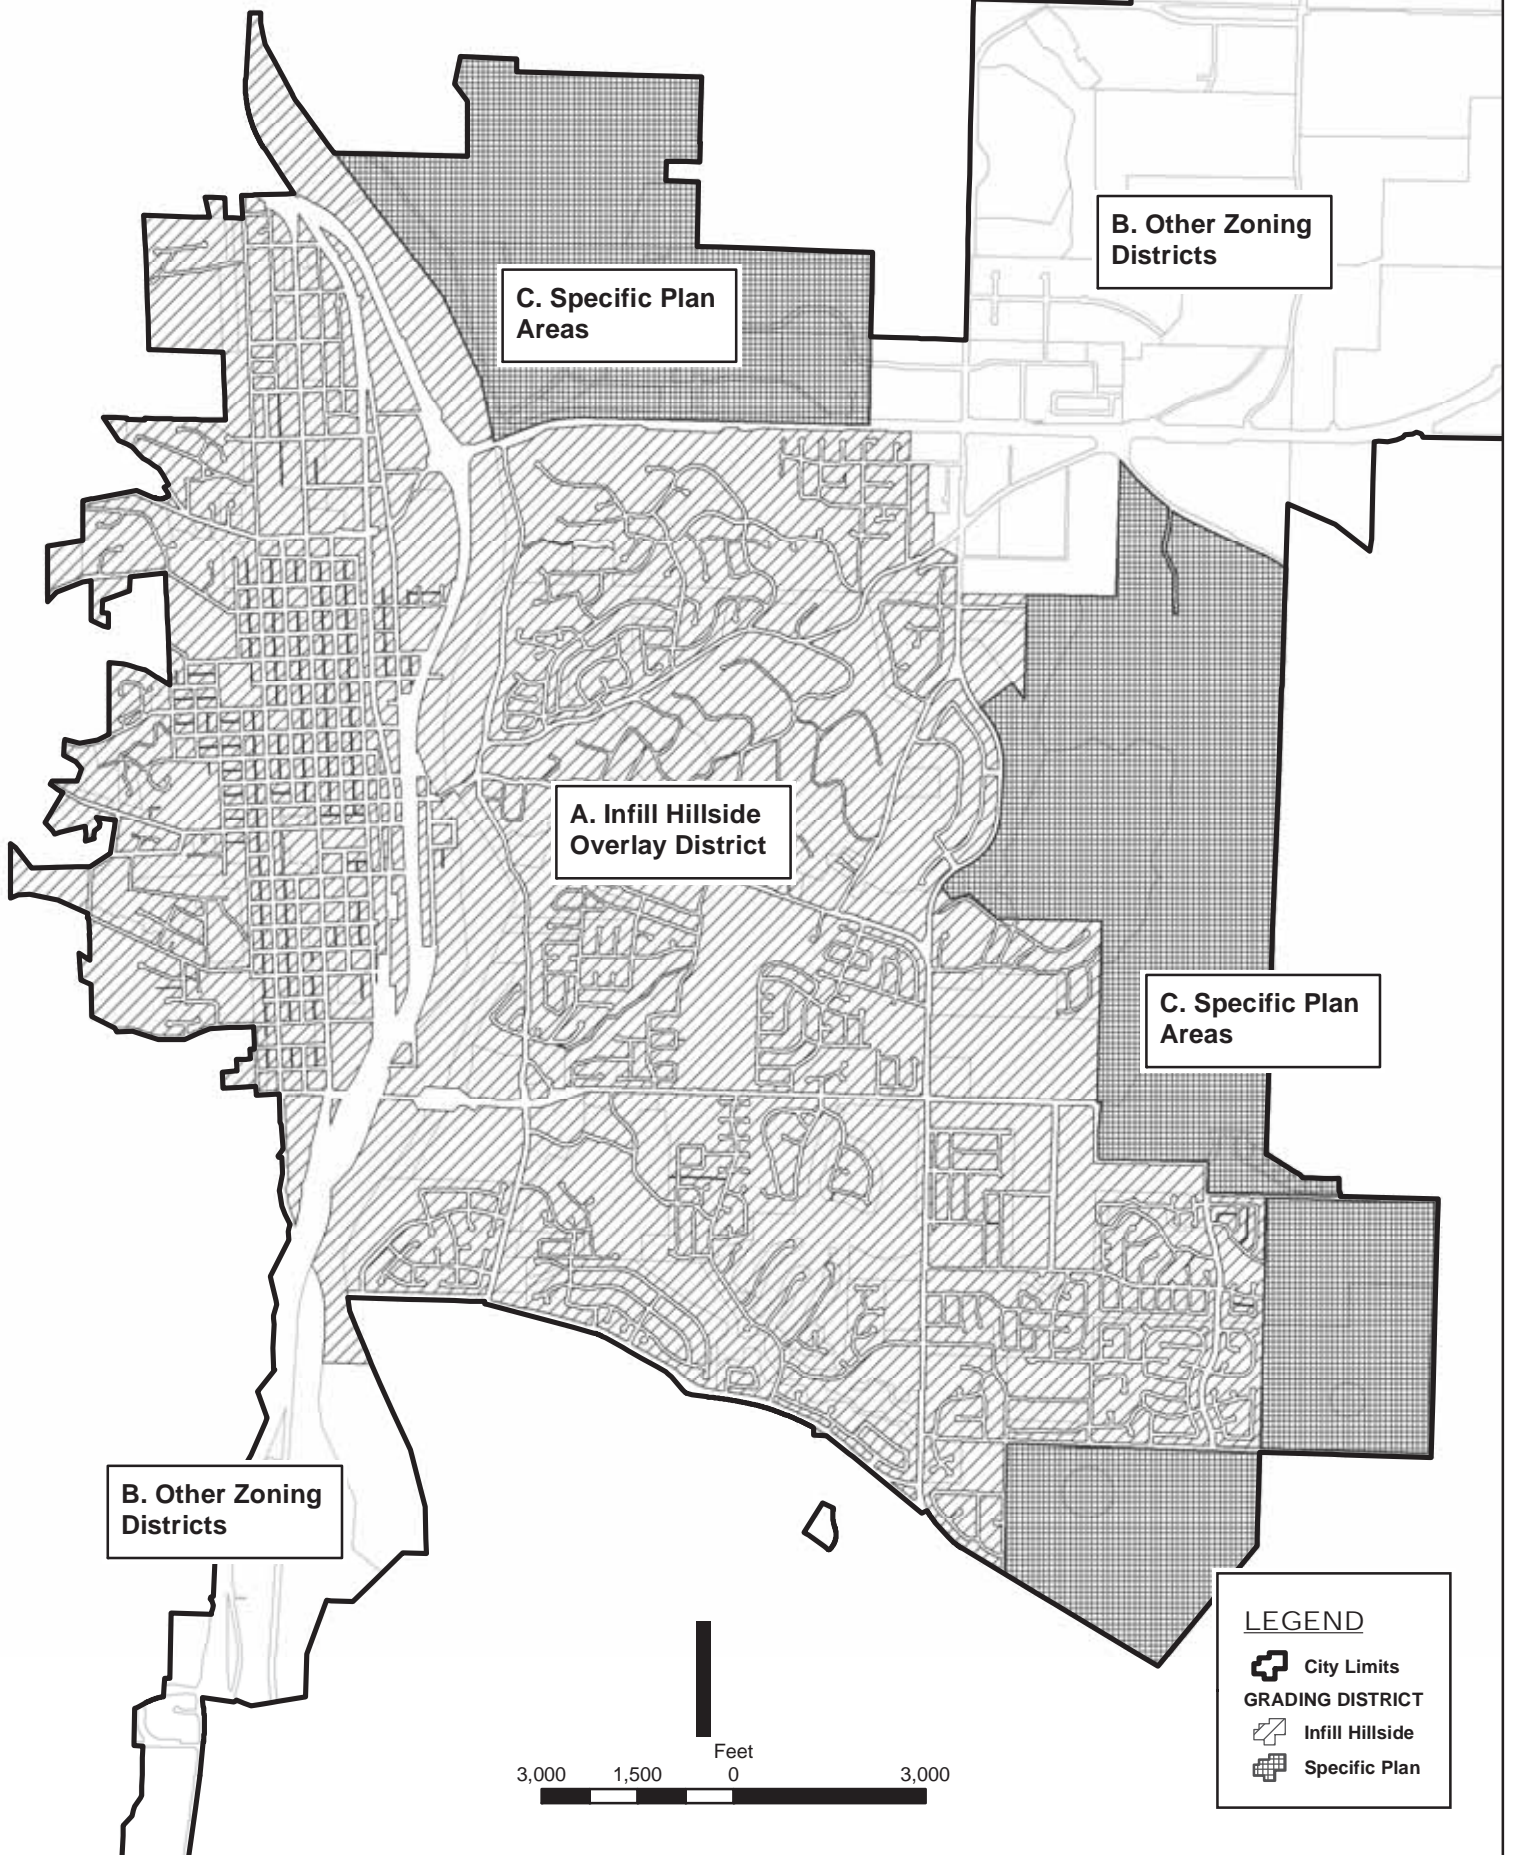 B. Other Zoning
Districts
C. Specific Plan
Areas
A. Infill Hillside
Overlay District
C. Specific Plan
Areas
B. Other Zoning
Districts
LEGEND
City Limits
GRADING DISTRICT
Infill Hillside
Specific Plan
Feet
3,000 1,500 0 3,000